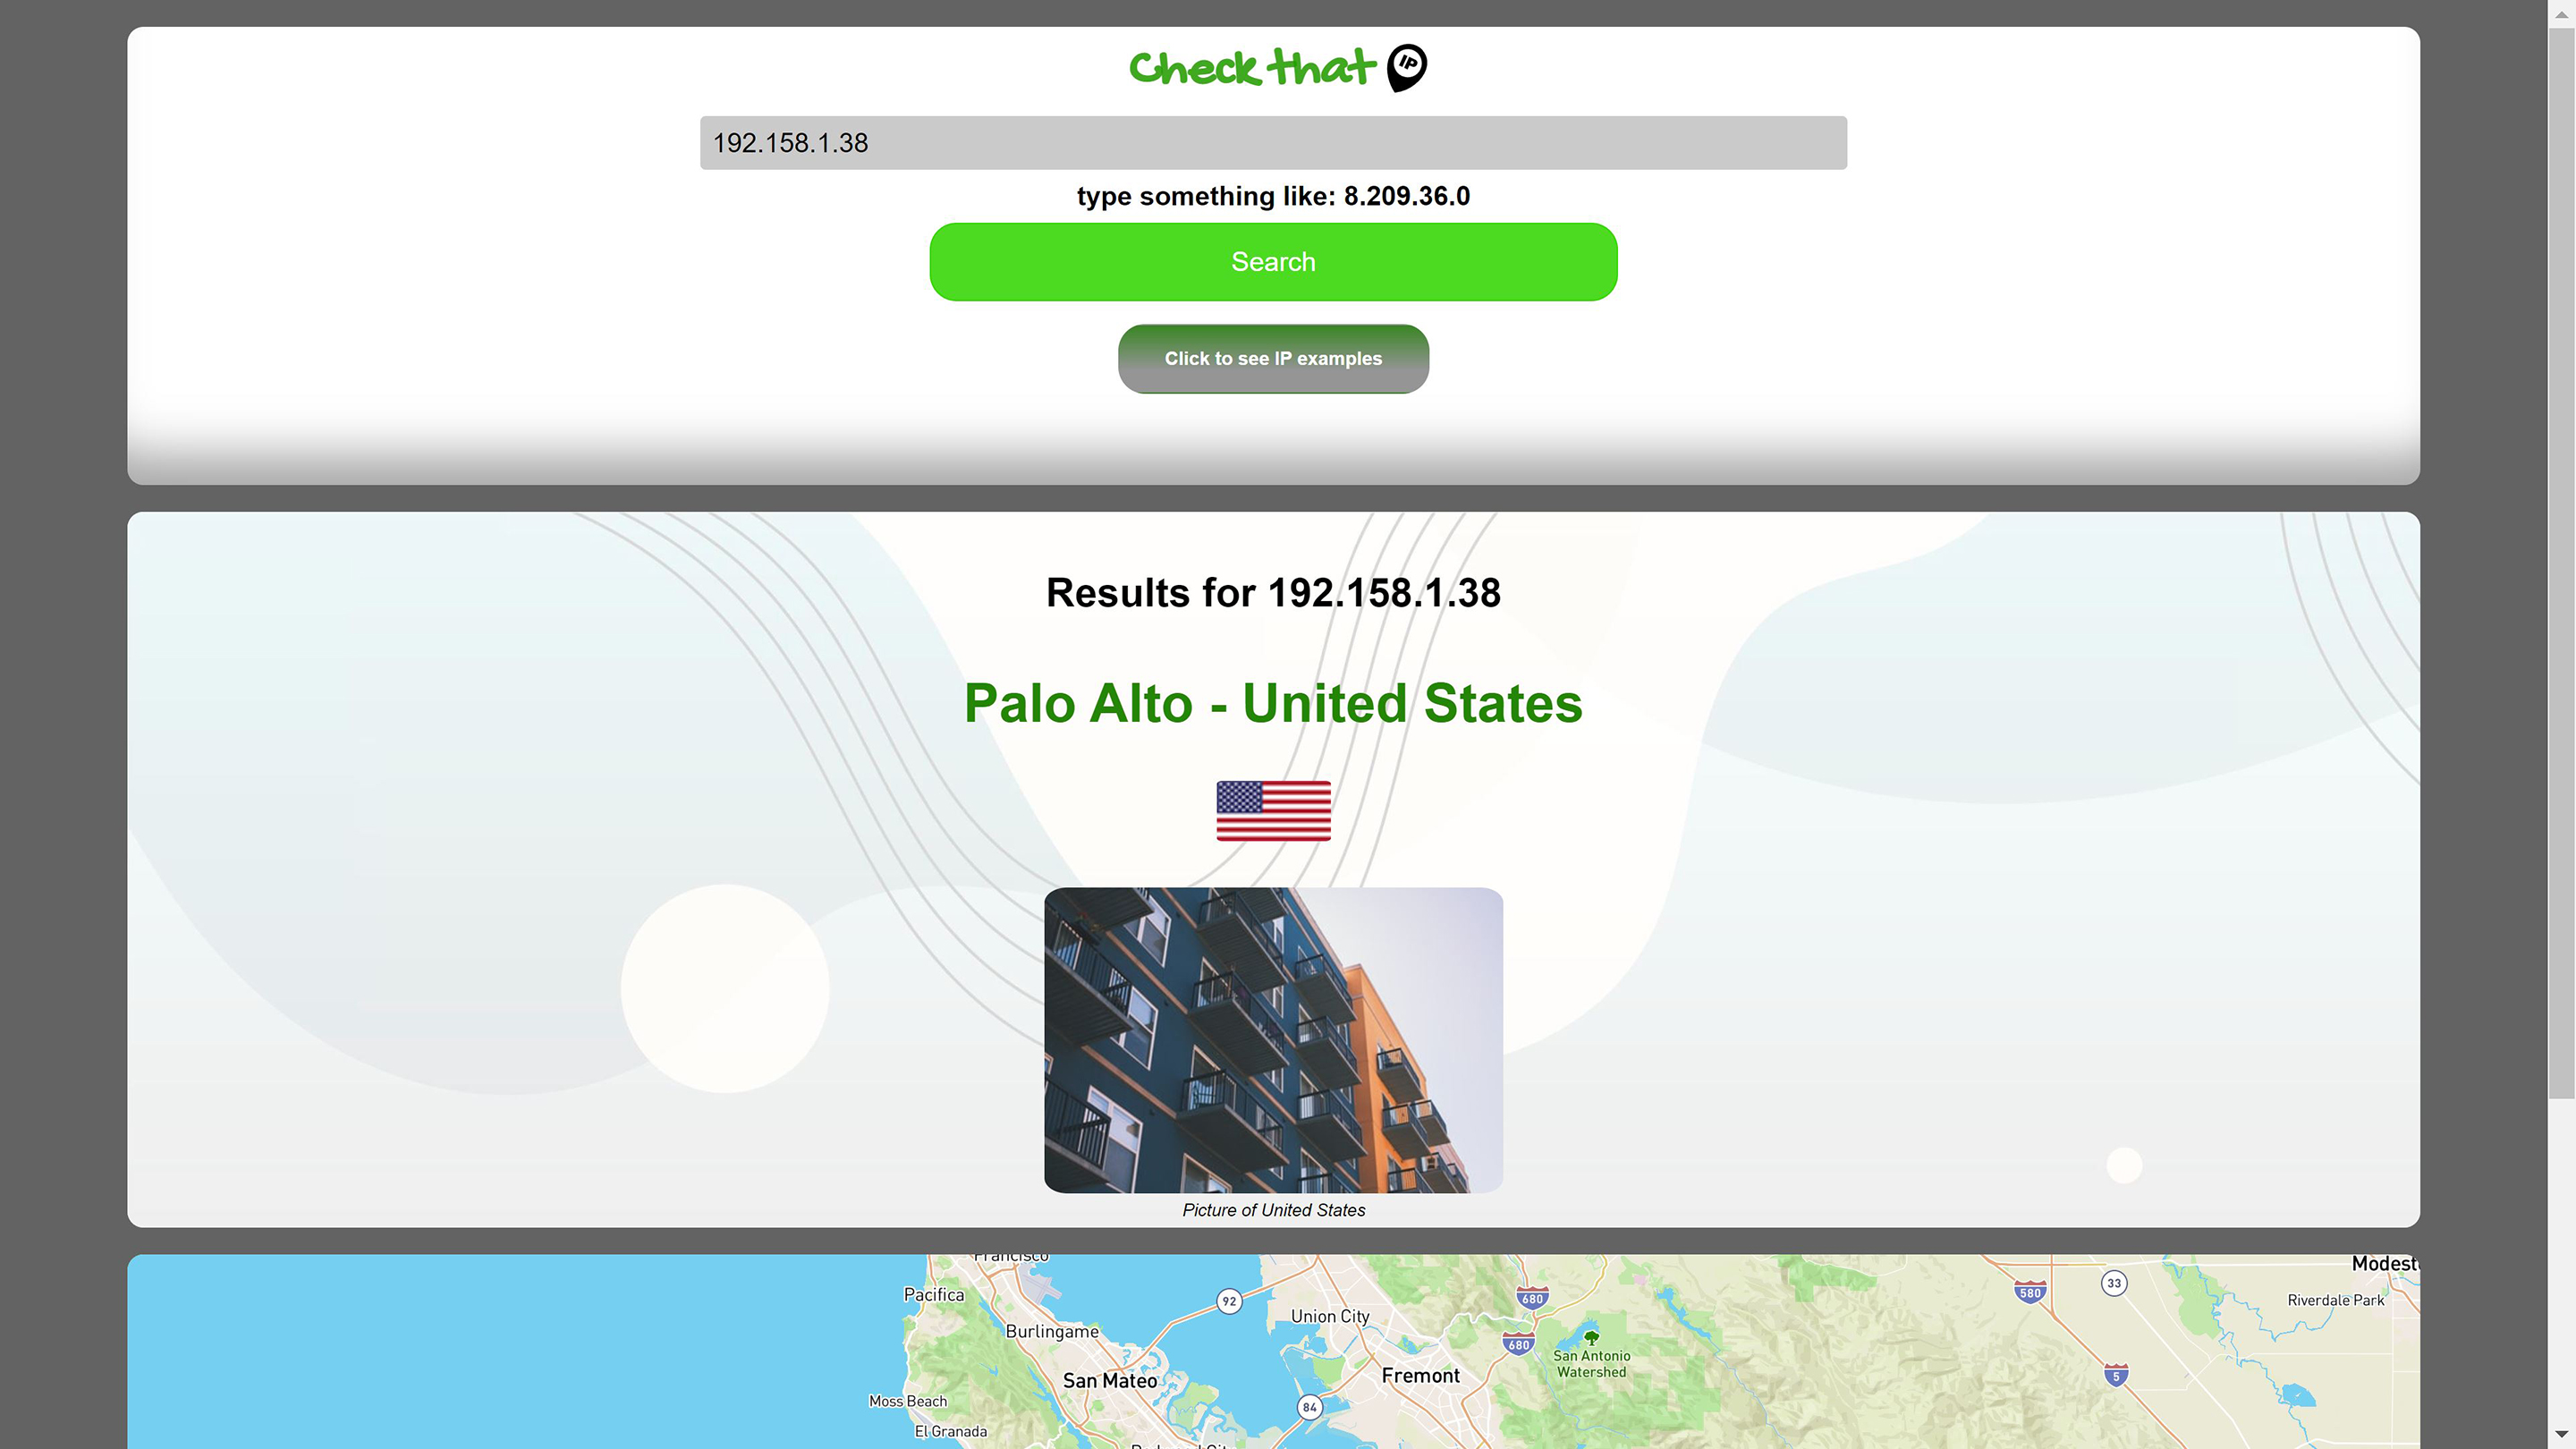 Check that IP
192.158.1.38
type something like: 8.209.36.0
Search
Click to see IP examples
Results for 192.158.1.38
Palo Alto - United States
Picture of United States
Francisco
Modest
Pacifica
92
680
580
33
Riverdale Park
Union City
Burlingame
680
San Antonio
Watershed
San Mateo
Fremont
5
Moss Beach
84
El Granada